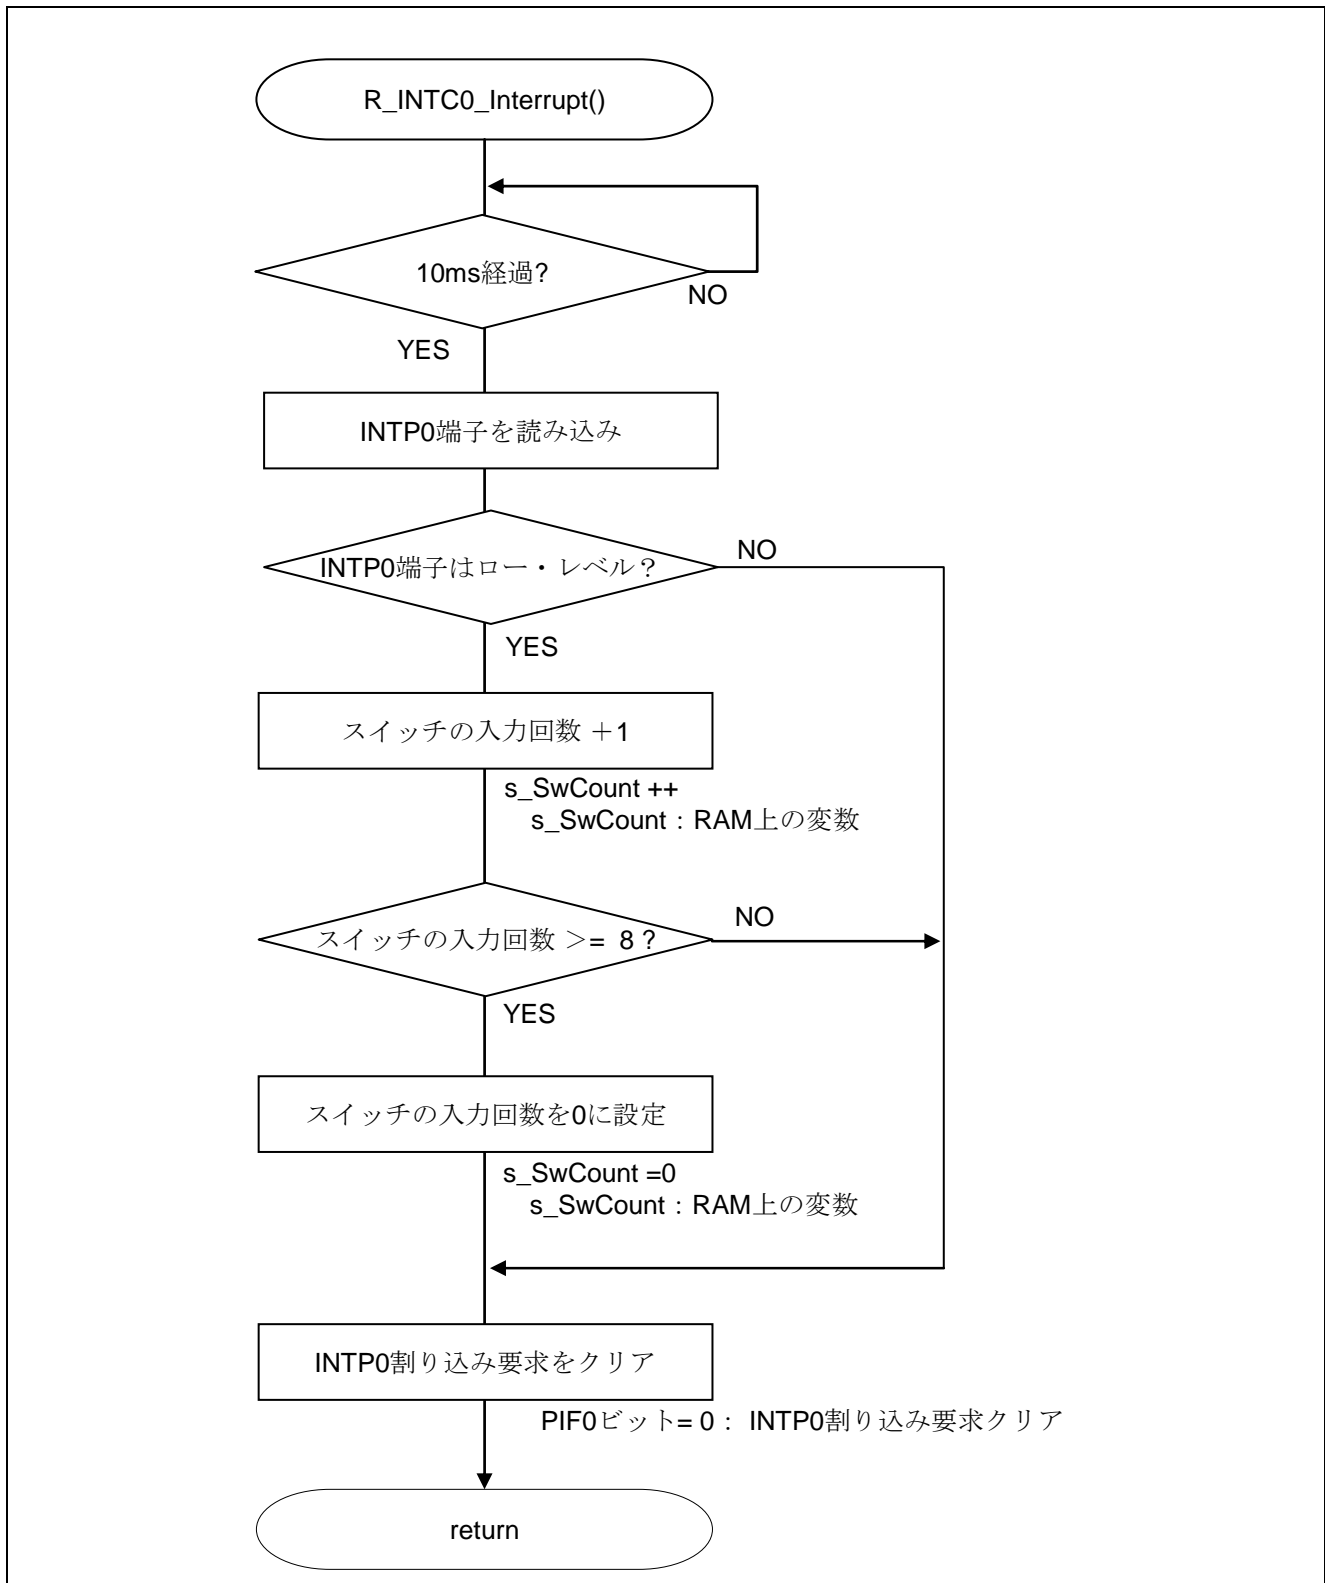 R_INTC0_Interrupt()
10ms経過?
NO
YES
INTP0端子を読み込み
INTP0端子はロー・レベル？
NO
YES
スイッチの入力回数 ＋1
s_SwCount ++
s_SwCount：RAM上の変数
スイッチの入力回数 ＞= 8？
NO
YES
スイッチの入力回数を0に設定
s_SwCount =0
s_SwCount：RAM上の変数
INTP0割り込み要求をクリア
PIF0ビット= 0： INTP0割り込み要求クリア
return